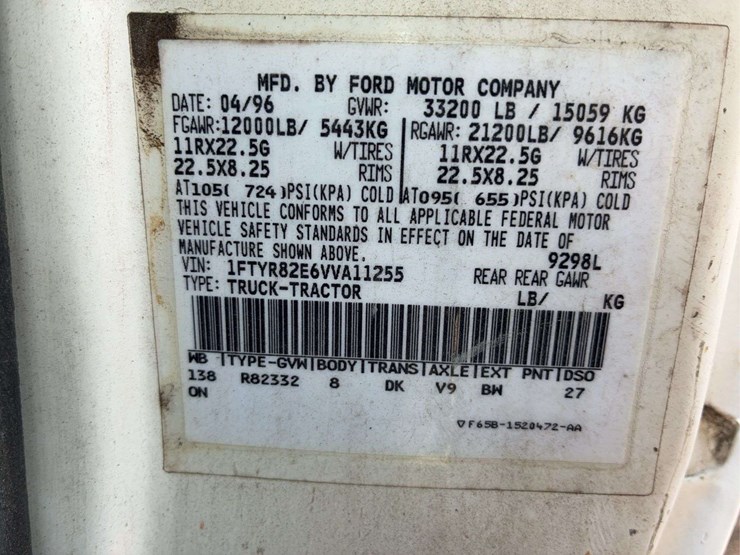 MFD. BY FORD MOTOR COMPANY
DATE: 04/96 GVWR: 33200 LB / 15059 KG
FGAWR:12000LB/ 5443KG RGAWR: 21200LB/ 9616KG
11RX22.5G W/TIRES 11RX22.5G W/TIRES
22.5X8.25 RIMS 22.5X8.25 RIMS
AT105( 724)PSI(KPA) COLD AT095( 655)PSI(KPA) COLD
THIS VEHICLE CONFORMS TO ALL APPLICABLE FEDERAL MOTOR
VEHICLE SAFETY STANDARDS IN EFFECT ON THE DATE OF
MANUFACTURE SHOWN ABOVE. 9298L
VIN: 1FTYR82E6VVA11255 REAR REAR GAWR
TYPE: TRUCK-TRACTOR LB/ KG
WB TYPE-GVW BODY TRANS AXLE EXT PNT DSO
138 R82332 8 DK V9 BW 27
ON
F65B-1520472-AA